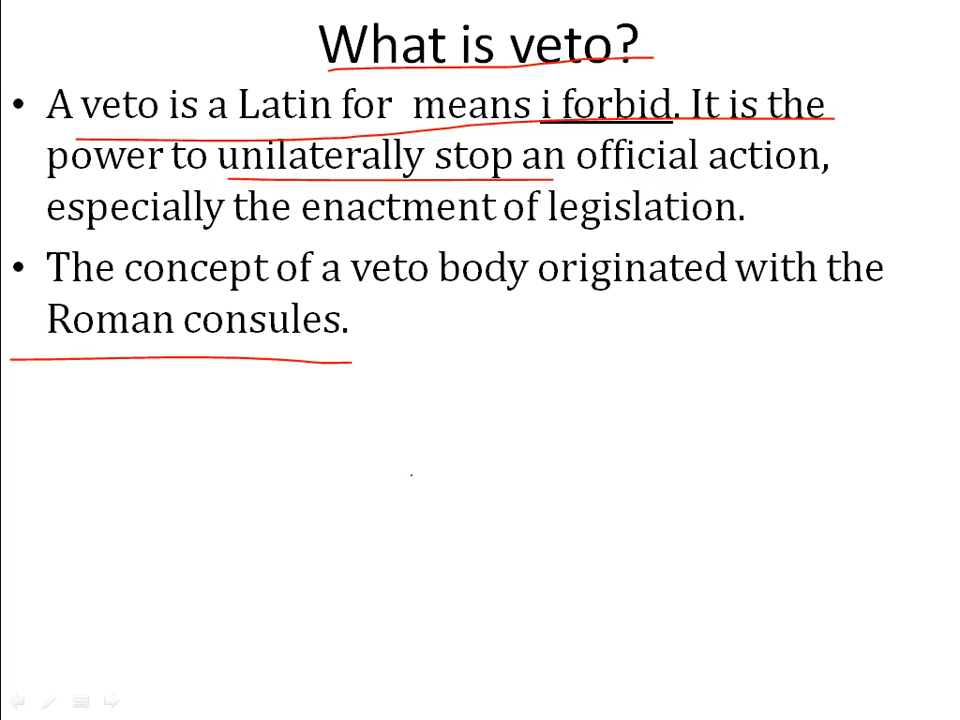 What is veto?
• A veto is a Latin for  means i forbid. It is the
power to unilaterally stop an official action,
especially the enactment of legislation.
• The concept of a veto body originated with the
Roman consules.